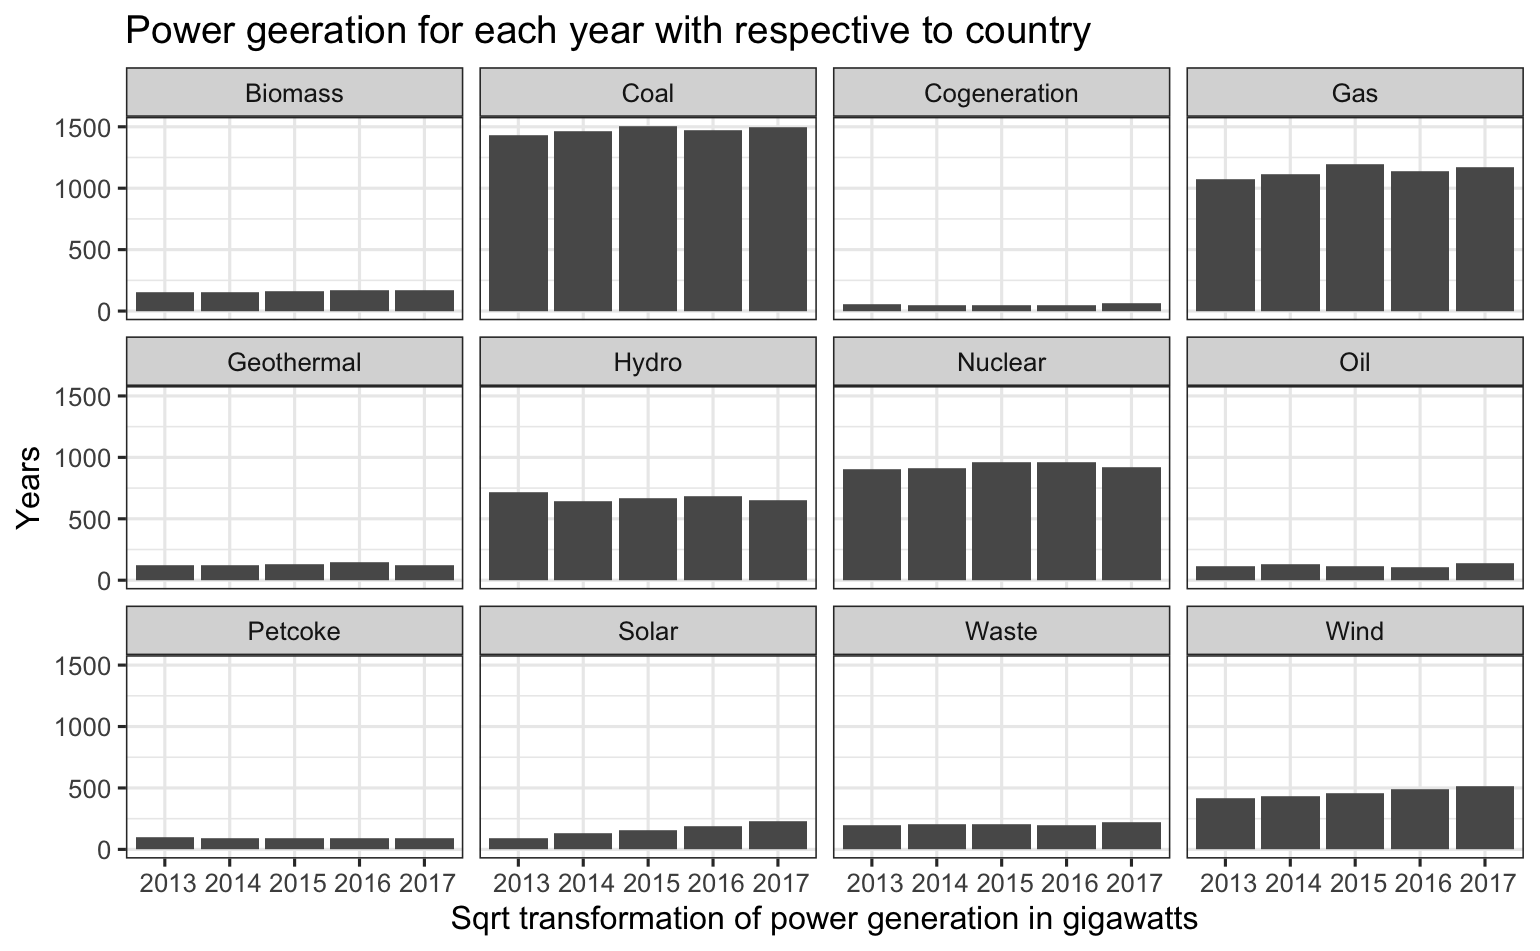 Power geeration for each year with respective to country
Biomass Coal Cogeneration Gas
1500
1000
500
0
Geothermal Hydro Nuclear Oil
1500
1000
500
0
Petcoke Solar Waste Wind
1500
1000
500
0
Years
2013 2014 2015 2016 2017 2013 2014 2015 2016 2017 2013 2014 2015 2016 2017 2013 2014 2015 2016 2017
Sqrt transformation of power generation in gigawatts